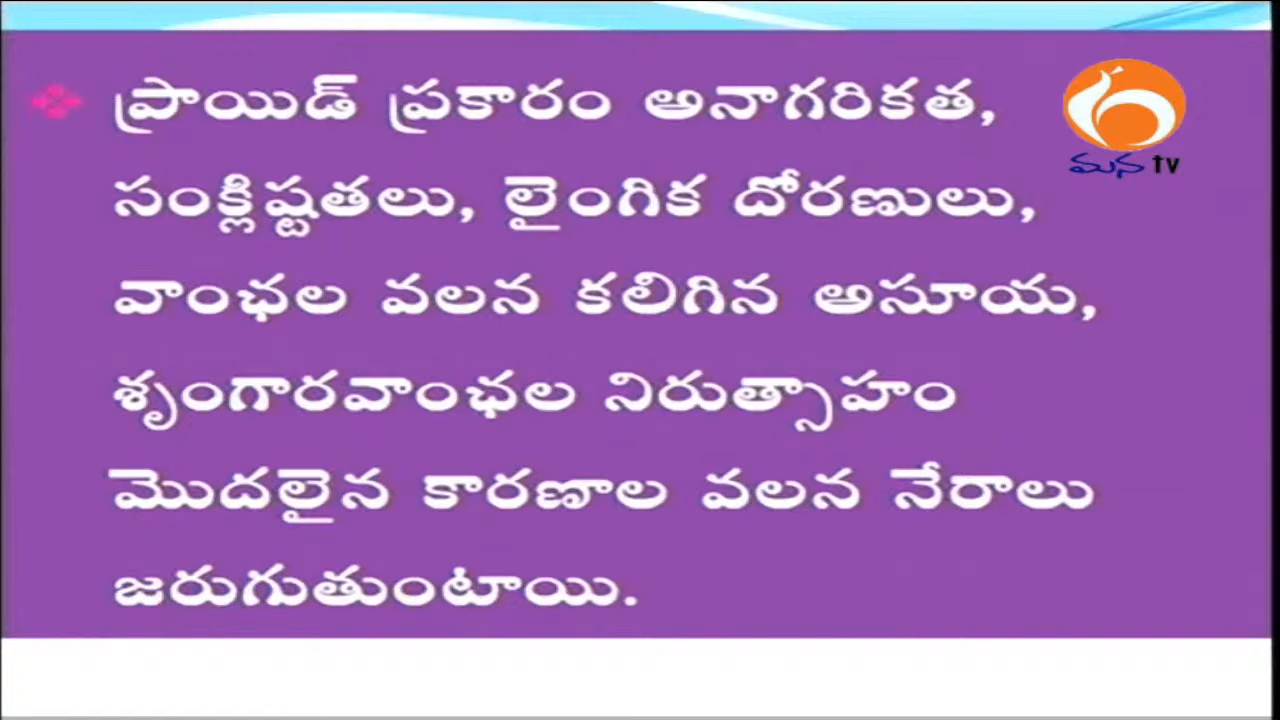 ప్రాయిడ్ ప్రకారం అనాగరికత,
సంక్లిష్టతలు, లైంగిక దోరణులు,
వాంఛల వలన కలిగిన అసూయ,
శృంగారవాంఛల నిరుత్సాహం
మొదలైన కారణాల వలన నేరాలు
జరుగుతుంటాయి.
మన tv